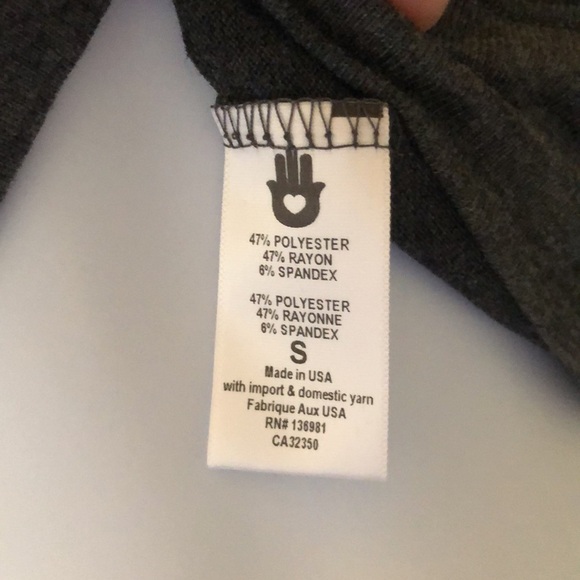 47% POLYESTER
47% RAYON
6% SPANDEX
47% POLYESTER
47% RAYONNE
6% SPANDEX
S
Made in USA
with import & domestic yarn
Fabrique Aux USA
RN# 136981
CA32350